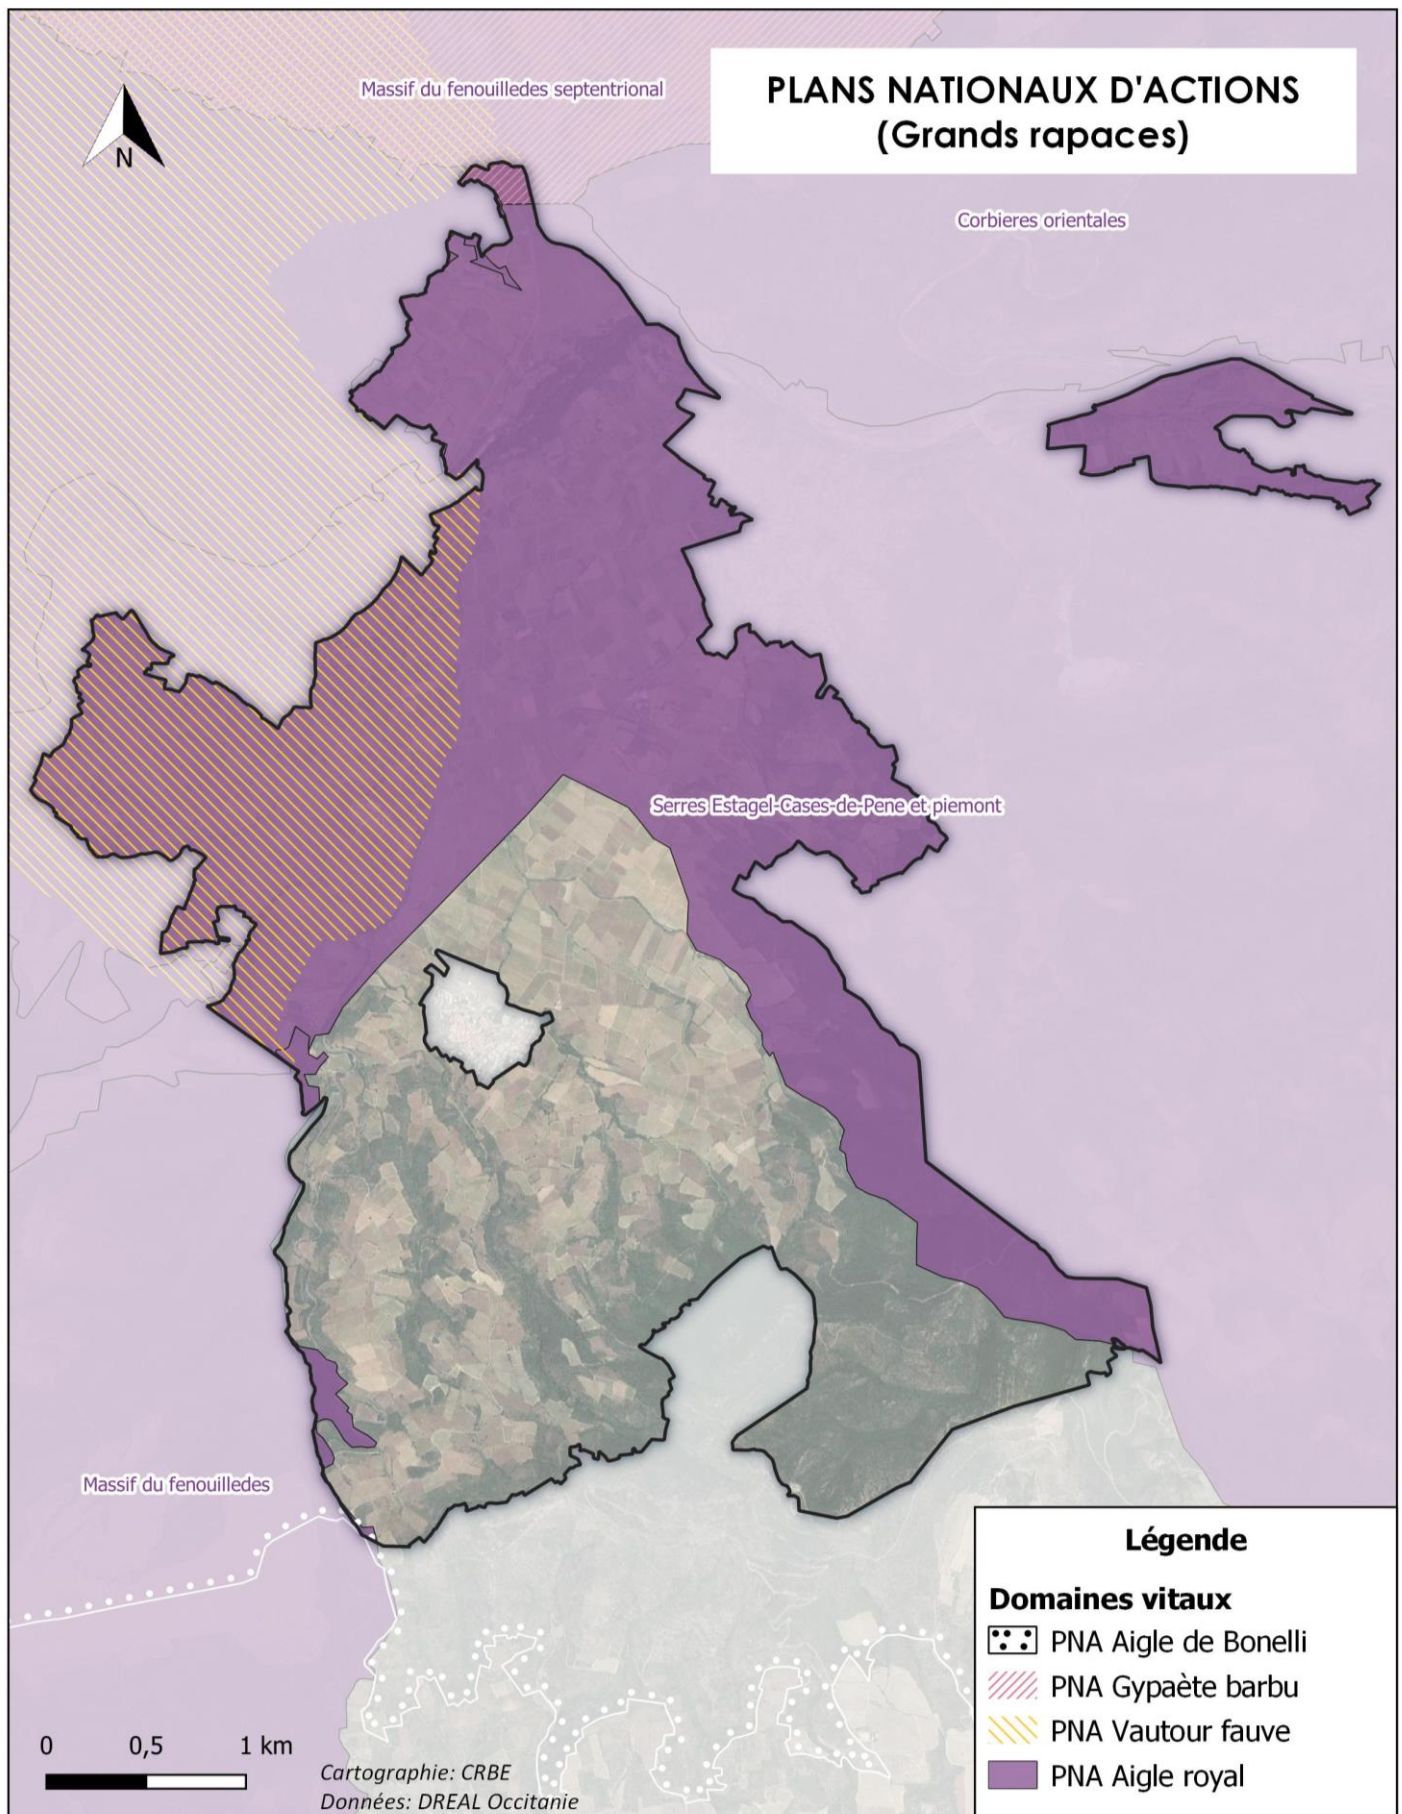 PLANS NATIONAUX D'ACTIONS
(Grands rapaces)
Massif du fenouilledes septentrional
N
Corbieres orientales
Serres Estagel-Cases-de-Pene et piemont
Massif du fenouilledes
Légende
Domaines vitaux
PNA Aigle de Bonelli
PNA Gypaète barbu
PNA Vautour fauve
PNA Aigle royal
0 0,5 1 km
Cartographie: CRBE
Données: DREAL Occitanie